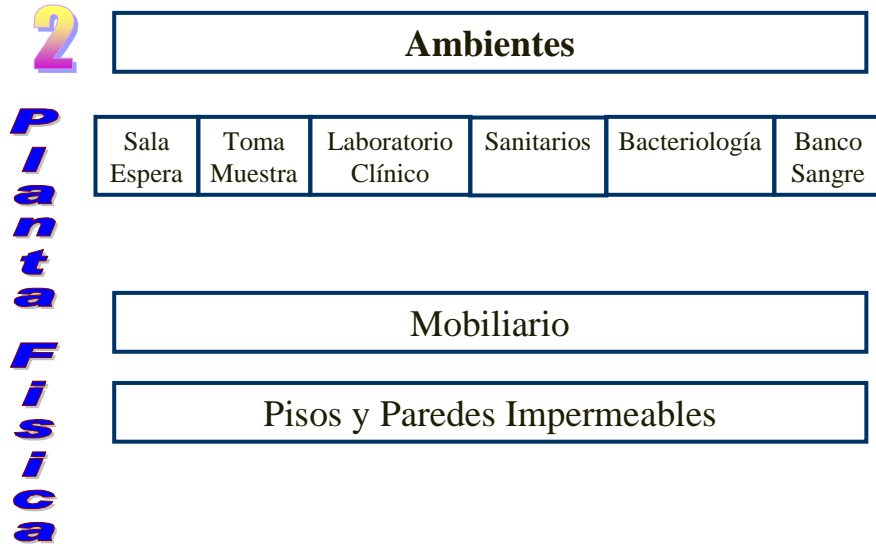 2
Ambientes
Planta Fisica
Sala
Espera
Toma
Muestra
Laboratorio
Clínico
Sanitarios
Bacteriología
Banco
Sangre
Mobiliario
Pisos y Paredes Impermeables